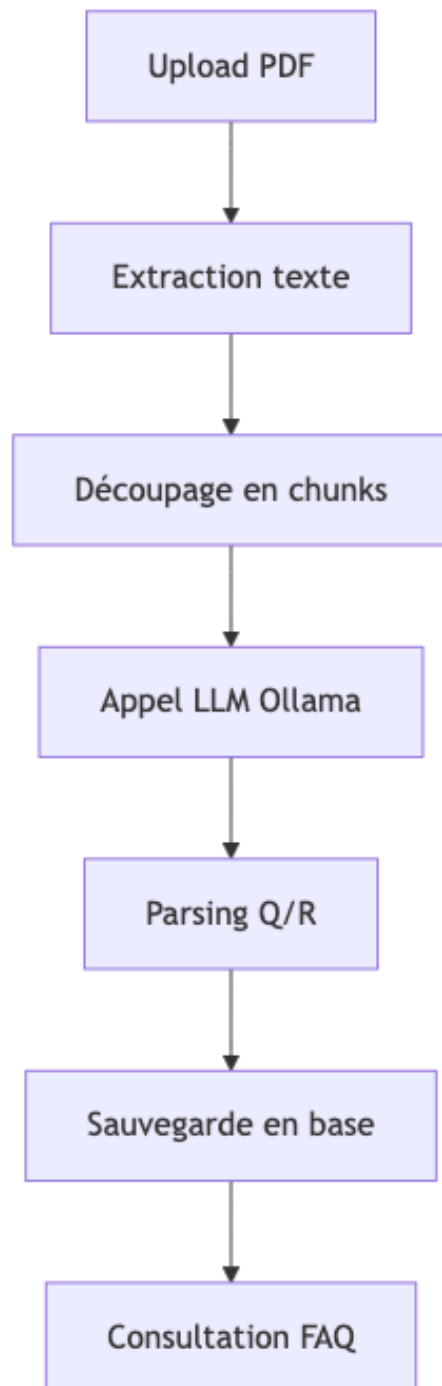 Upload PDF
Extraction texte
Découpage en chunks
Appel LLM Ollama
Parsing Q/R
Sauvegarde en base
Consultation FAQ